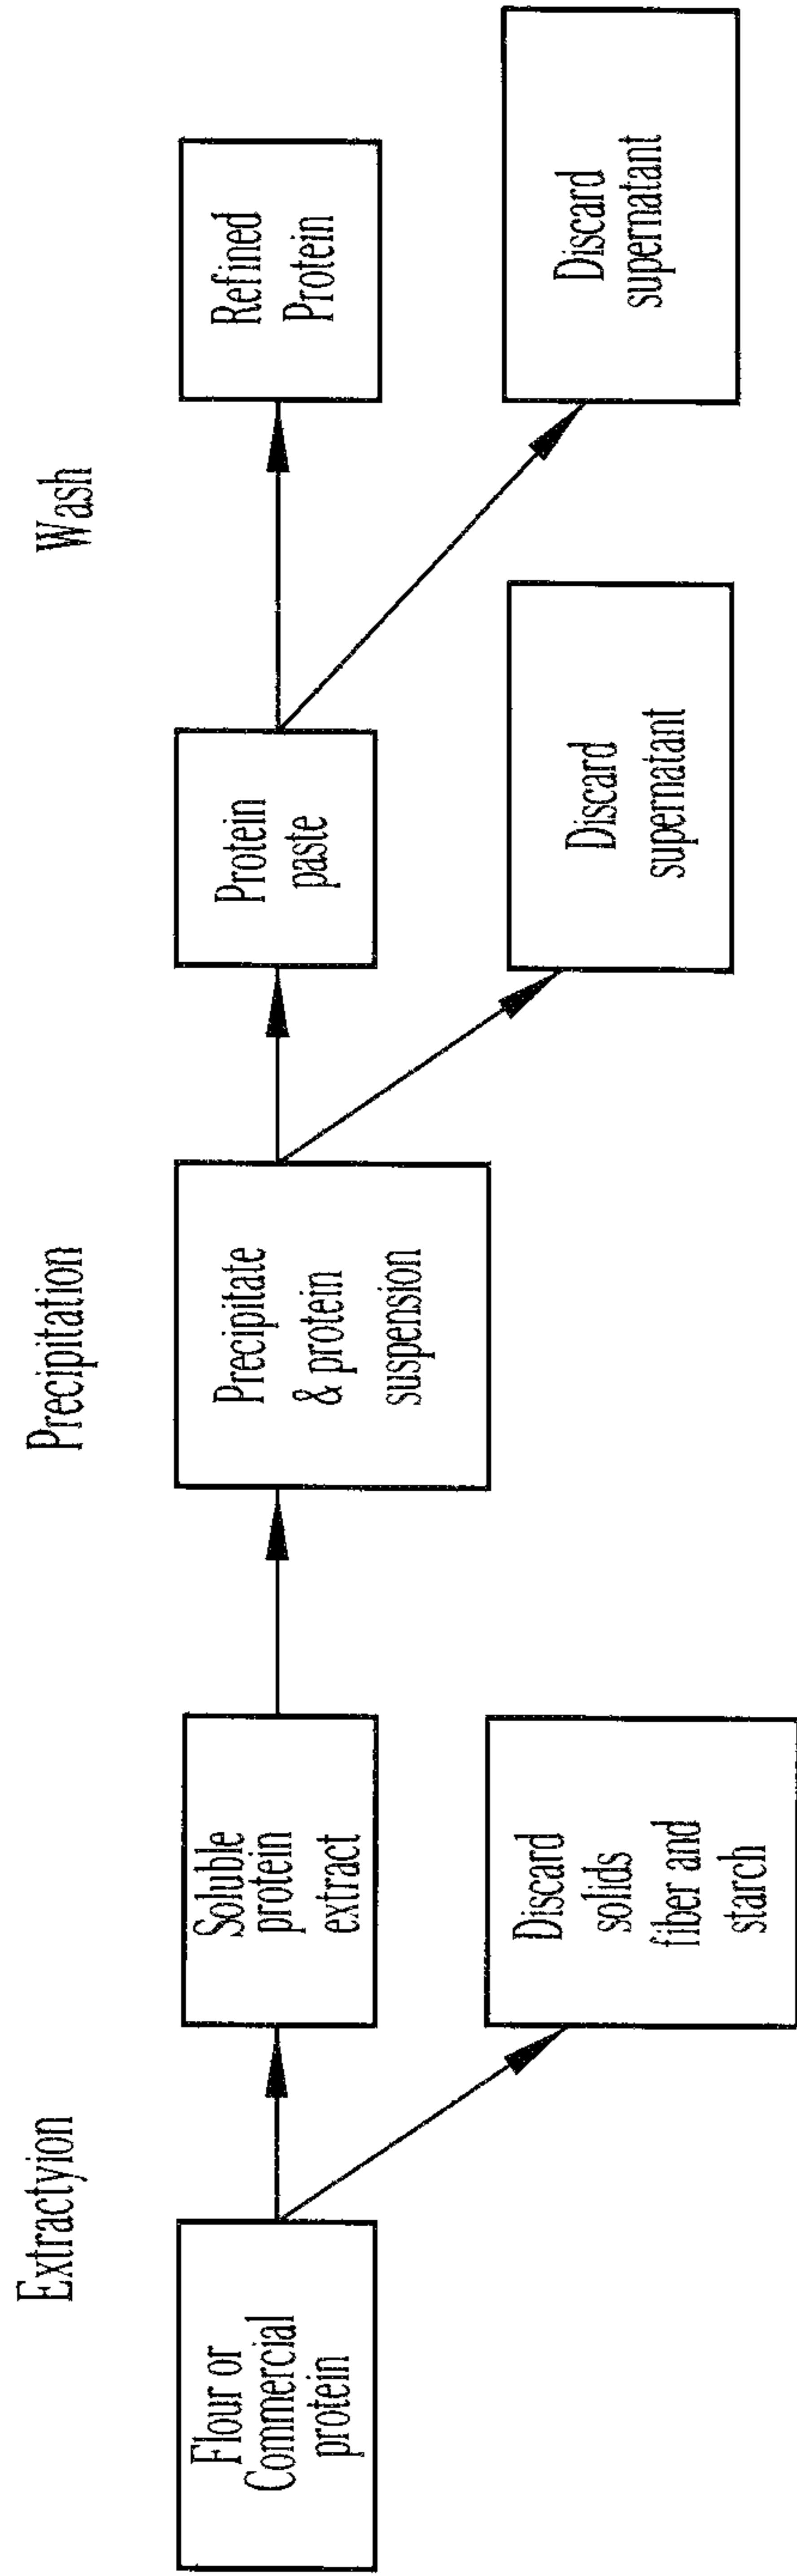 Extractyion
Precipitation
Wash
Flour or
Commercial
protein
Soluble
protein
extract
Precipitate
& protein
suspension
Protein
paste
Refined
Protein
Discard
solids
fiber and
starch
Discard
supernatant
Discard
supernatant